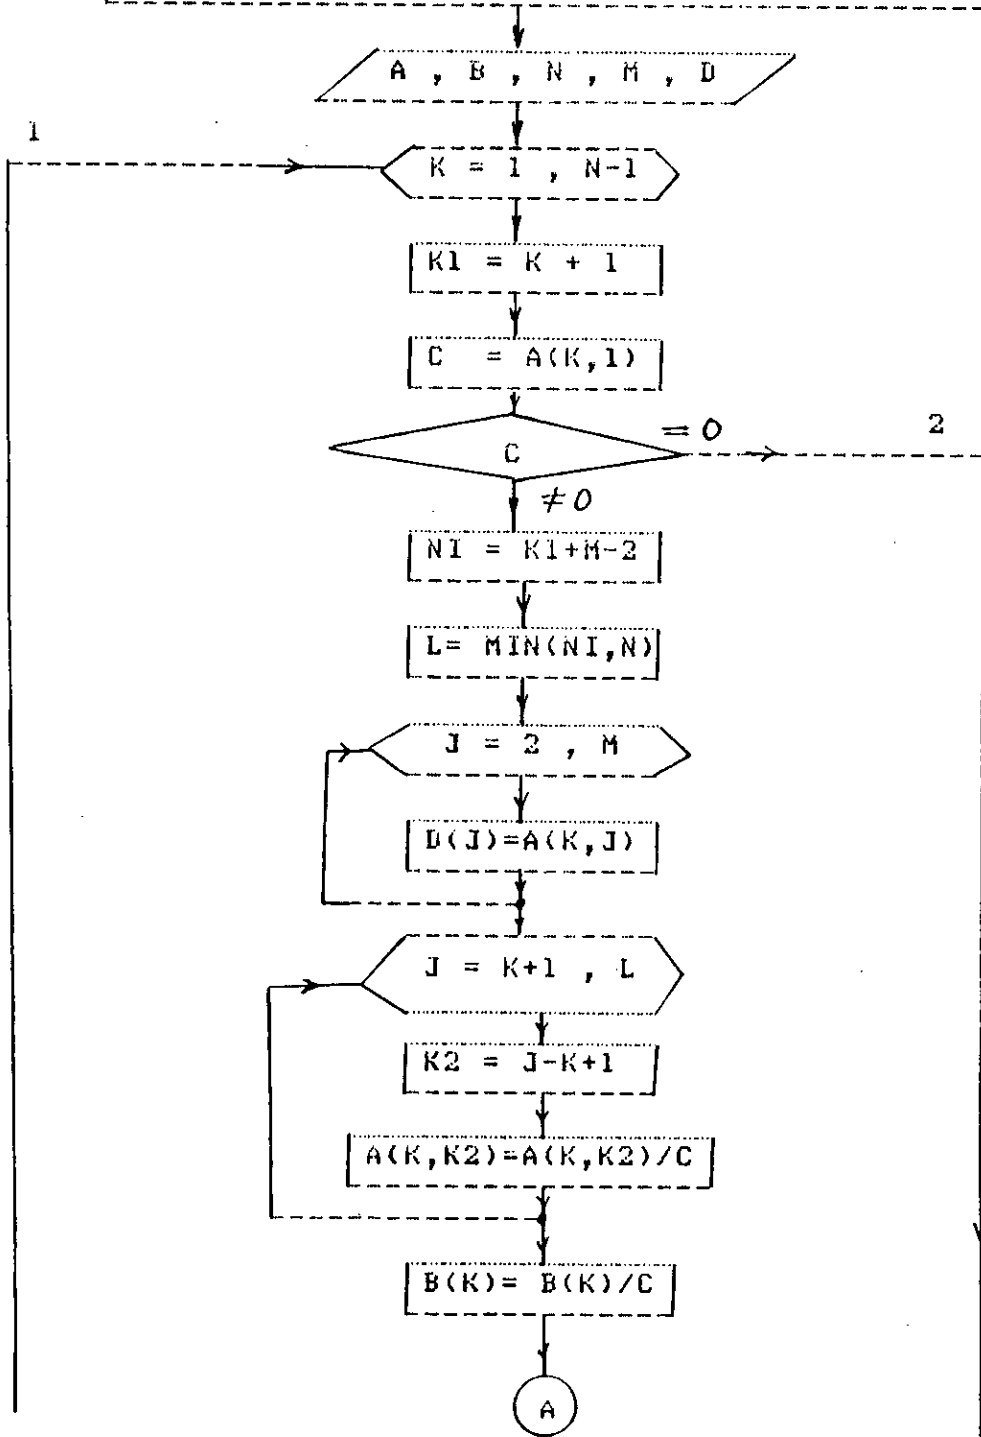 A , B , N , M , D
1
K = 1 , N-1
K1 = K + 1
C = A(K,1)
= 0
2
C
≠ 0
NI = K1+M-2
L= MIN(NI,N)
J = 2 , M
D(J)=A(K,J)
J = K+1 , L
K2 = J-K+1
A(K,K2)=A(K,K2)/C
B(K)= B(K)/C
A